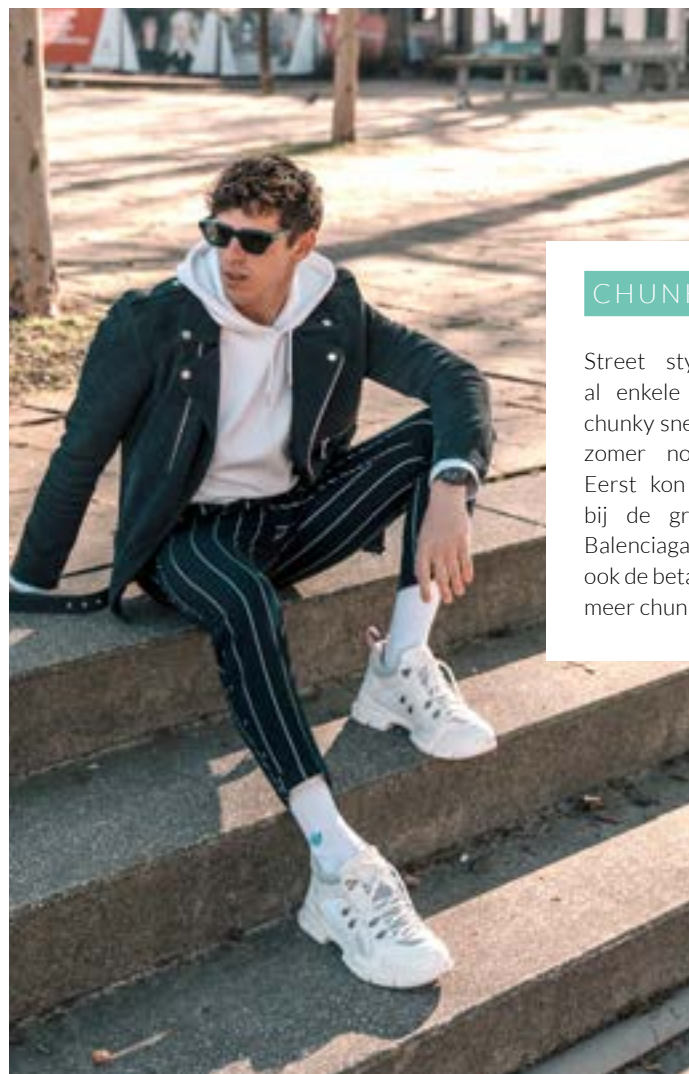 CHUN
Street sty
al enkele
chunky sne
zomer no
Eerst kon
bij de gr
Balenciaga
ook de beta
meer chun